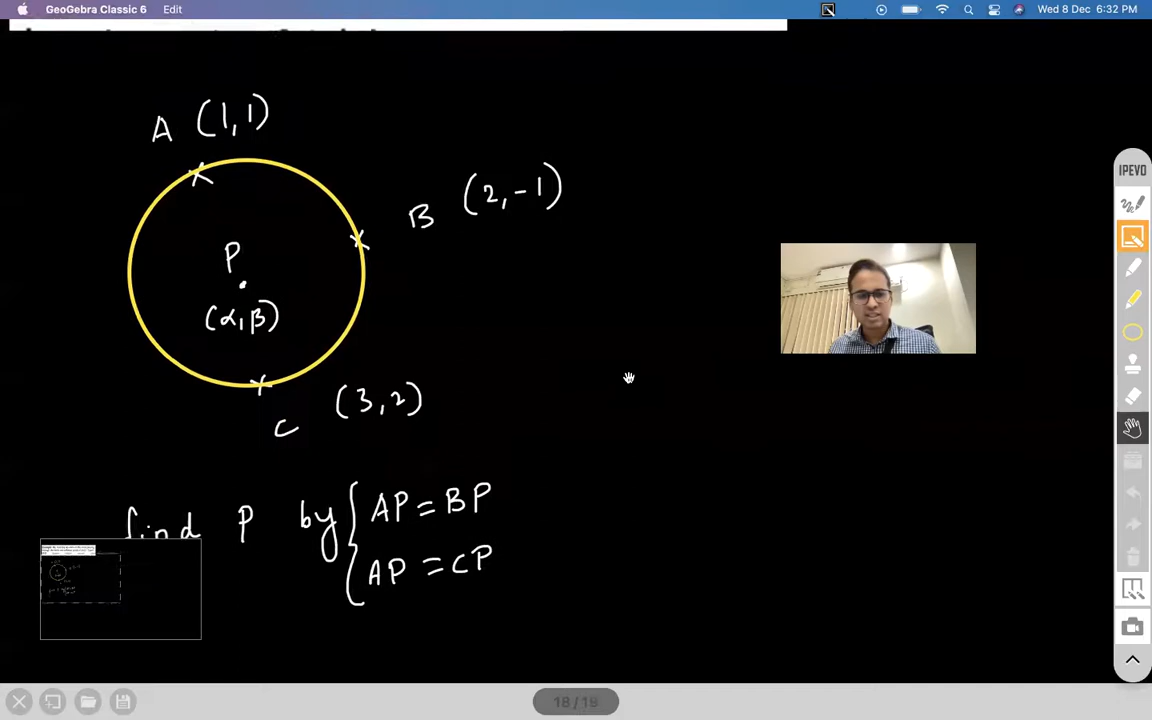 GeoGebra Classic 6 Edit Wed 8 Dec 6:32 PM
A (1,1)
IPEVO
B (2,-1)
P
(α,β)
C (3,2)
find P by { AP = BP
AP = CP
18 / 18